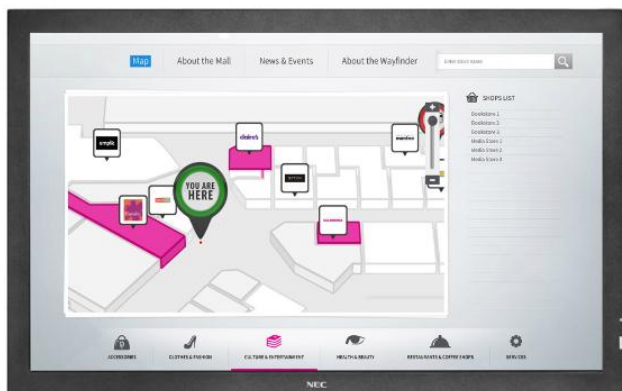 Map
About the Mall
News & Events
About the Wayfinder
Enter store name
SHOPS LIST
Bookstore 1
Bookstore 2
Bookstore 3
Media Store 1
Media Store 2
Media Store 3
empik
claire's
YOU ARE
HERE
ACCESSORIES
CLOTHES & FASHION
CULTURE & ENTERTAINMENT
HEALTH & BEAUTY
RESTAURANTS & COFFEE SHOPS
SERVICES
NEC